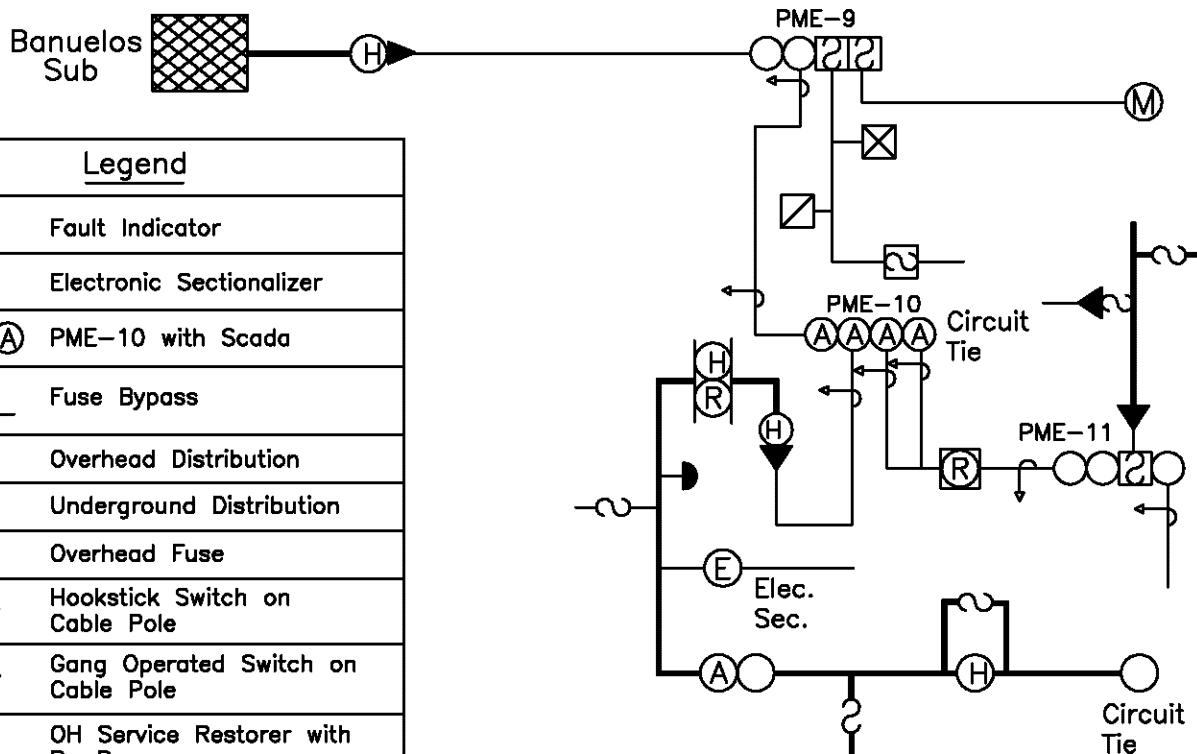 Banuelos
Sub
H
PME-9
M
Legend
Fault Indicator
Electronic Sectionalizer
A PME-10 with Scada
Fuse Bypass
Overhead Distribution
Underground Distribution
Overhead Fuse
Hookstick Switch on
Cable Pole
Gang Operated Switch on
Cable Pole
OH Service Restorer with
PME-10
A A A A
Circuit
Tie
H
R
H
PME-11
R
E
Elec.
Sec.
A
H
Circuit
Tie